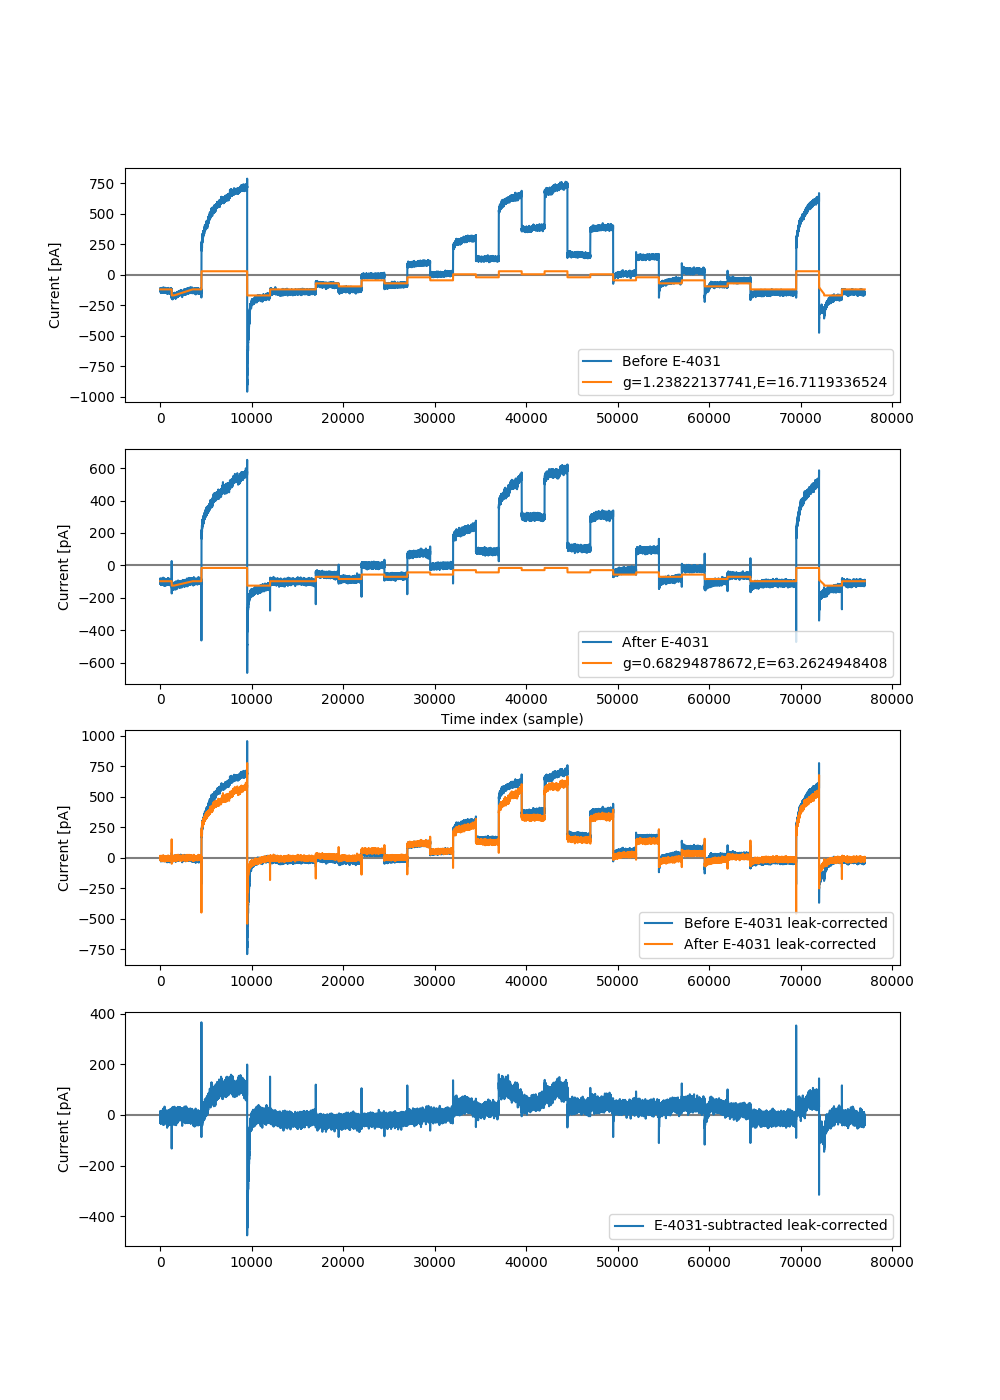 750
500
250
0
−250
−500
−750
−1000
Current [pA]
Before E-4031
g=1.23822137741,E=16.7119336524
0 10000 20000 30000 40000 50000 60000 70000 80000
600
400
200
0
−200
−400
−600
Current [pA]
After E-4031
g=0.68294878672,E=63.2624948408
0 10000 20000 30000 40000 50000 60000 70000 80000
Time index (sample)
1000
750
500
250
0
−250
−500
−750
Current [pA]
Before E-4031 leak-corrected
After E-4031 leak-corrected
0 10000 20000 30000 40000 50000 60000 70000 80000
400
200
0
−200
−400
Current [pA]
E-4031-subtracted leak-corrected
0 10000 20000 30000 40000 50000 60000 70000 80000